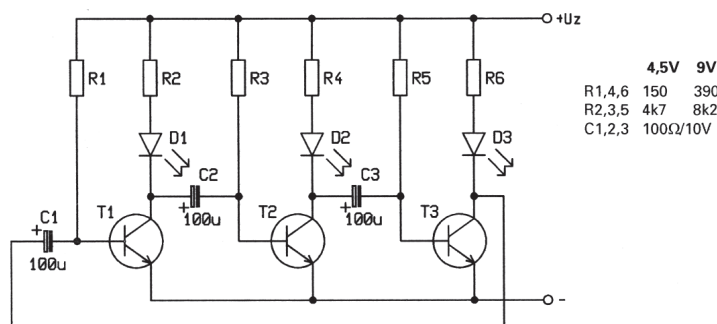 +Uz
R1
R2
R3
R4
R5
R6
4,5V 9V
R1,4,6 150 390
R2,3,5 4k7 8k2
C1,2,3 100Ω/10V
D1
D2
D3
C1
+
100u
T1
C2
+
100u
T2
C3
+
100u
T3
-